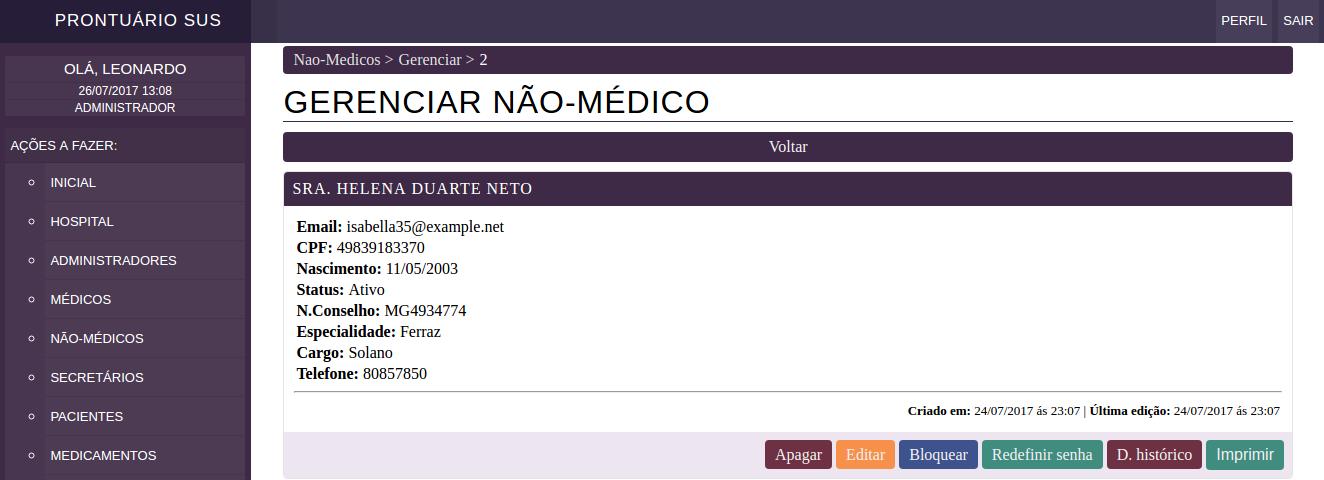 PRONTUÁRIO SUS
PERFIL SAIR
OLÁ, LEONARDO
26/07/2017 13:08
ADMINISTRADOR
AÇÕES A FAZER:
INICIAL
HOSPITAL
ADMINISTRADORES
MÉDICOS
NÃO-MÉDICOS
SECRETÁRIOS
PACIENTES
MEDICAMENTOS
Nao-Medicos > Gerenciar > 2
GERENCIAR NÃO-MÉDICO
Voltar
SRA. HELENA DUARTE NETO
Email: isabella35@example.net
CPF: 49839183370
Nascimento: 11/05/2003
Status: Ativo
N.Conselho: MG4934774
Especialidade: Ferraz
Cargo: Solano
Telefone: 80857850
Criado em: 24/07/2017 ás 23:07 | Última edição: 24/07/2017 ás 23:07
Apagar Editar Bloquear Redefinir senha D. histórico Imprimir